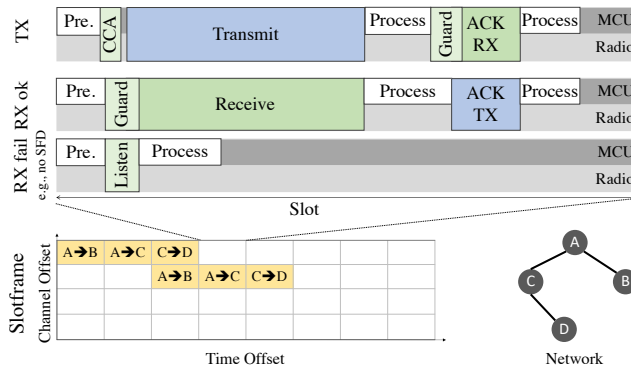 TX
Pre.
CCA
Transmit
Process
Guard
ACK
RX
Process
MCU
Radio
RX ok
Pre.
Guard
Receive
Process
ACK
TX
Process
MCU
Radio
RX fail
e.g., no SFD
Pre.
Listen
Process
MCU
Radio
Slot
Slotframe
Channel Offset
A➔B A➔C C➔D
A➔B A➔C C➔D
Time Offset
A
C
B
D
Network